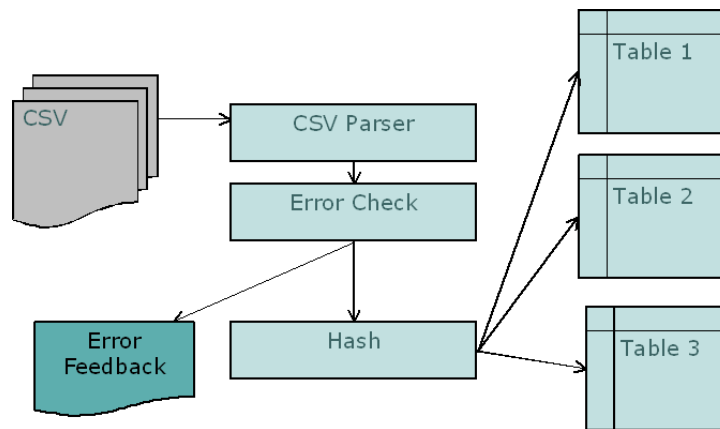 CSV
CSV Parser
Error Check
Error
Feedback
Hash
Table 1
Table 2
Table 3